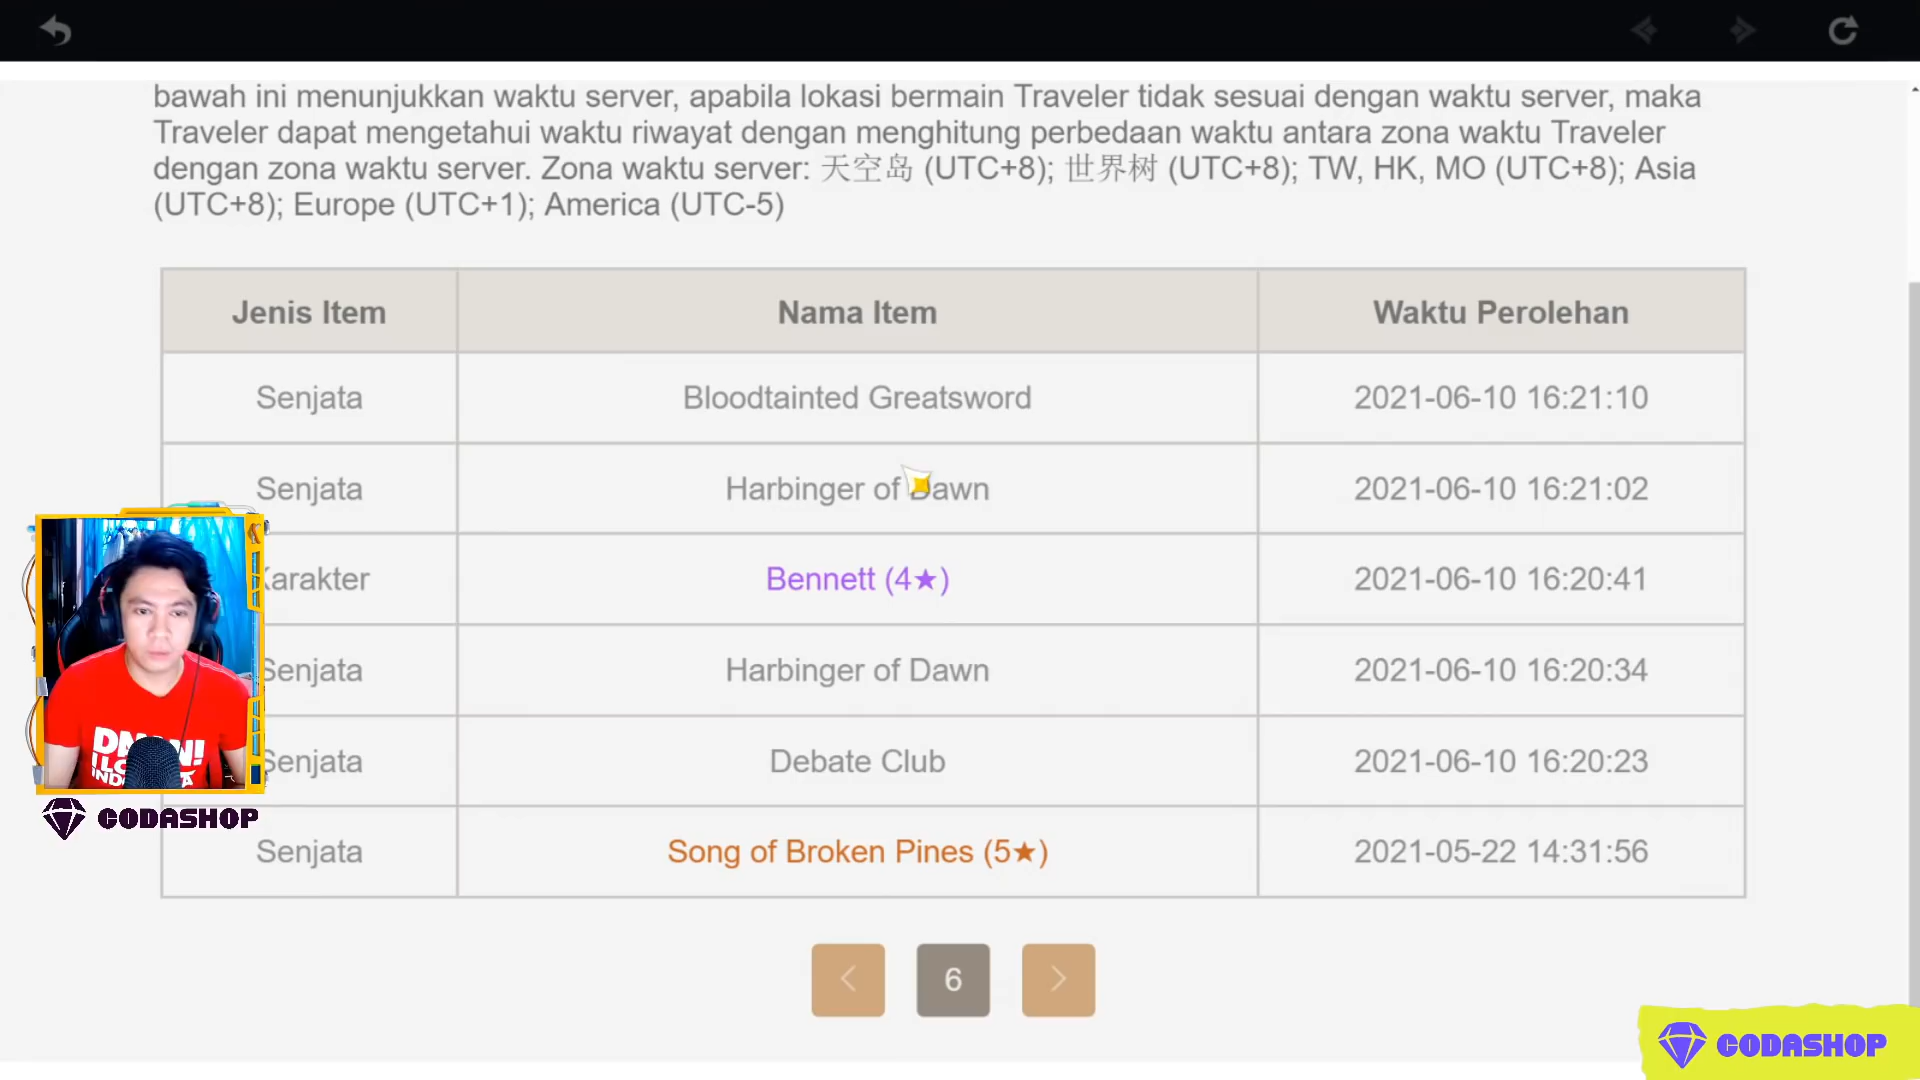 bawah ini menunjukkan waktu server, apabila lokasi bermain Traveler tidak sesuai dengan waktu server, maka
Traveler dapat mengetahui waktu riwayat dengan menghitung perbedaan waktu antara zona waktu Traveler
dengan zona waktu server. Zona waktu server: 天空岛 (UTC+8); 世界树 (UTC+8); TW, HK, MO (UTC+8); Asia
(UTC+8); Europe (UTC+1); America (UTC-5)
Jenis Item Nama Item Waktu Perolehan
Senjata Bloodtainted Greatsword 2021-06-10 16:21:10
Senjata Harbinger of Dawn 2021-06-10 16:21:02
Karakter Bennett (4★) 2021-06-10 16:20:41
Senjata Harbinger of Dawn 2021-06-10 16:20:34
Senjata Debate Club 2021-06-10 16:20:23
Senjata Song of Broken Pines (5★) 2021-05-22 14:31:56
6
CODASHOP
CODASHOP